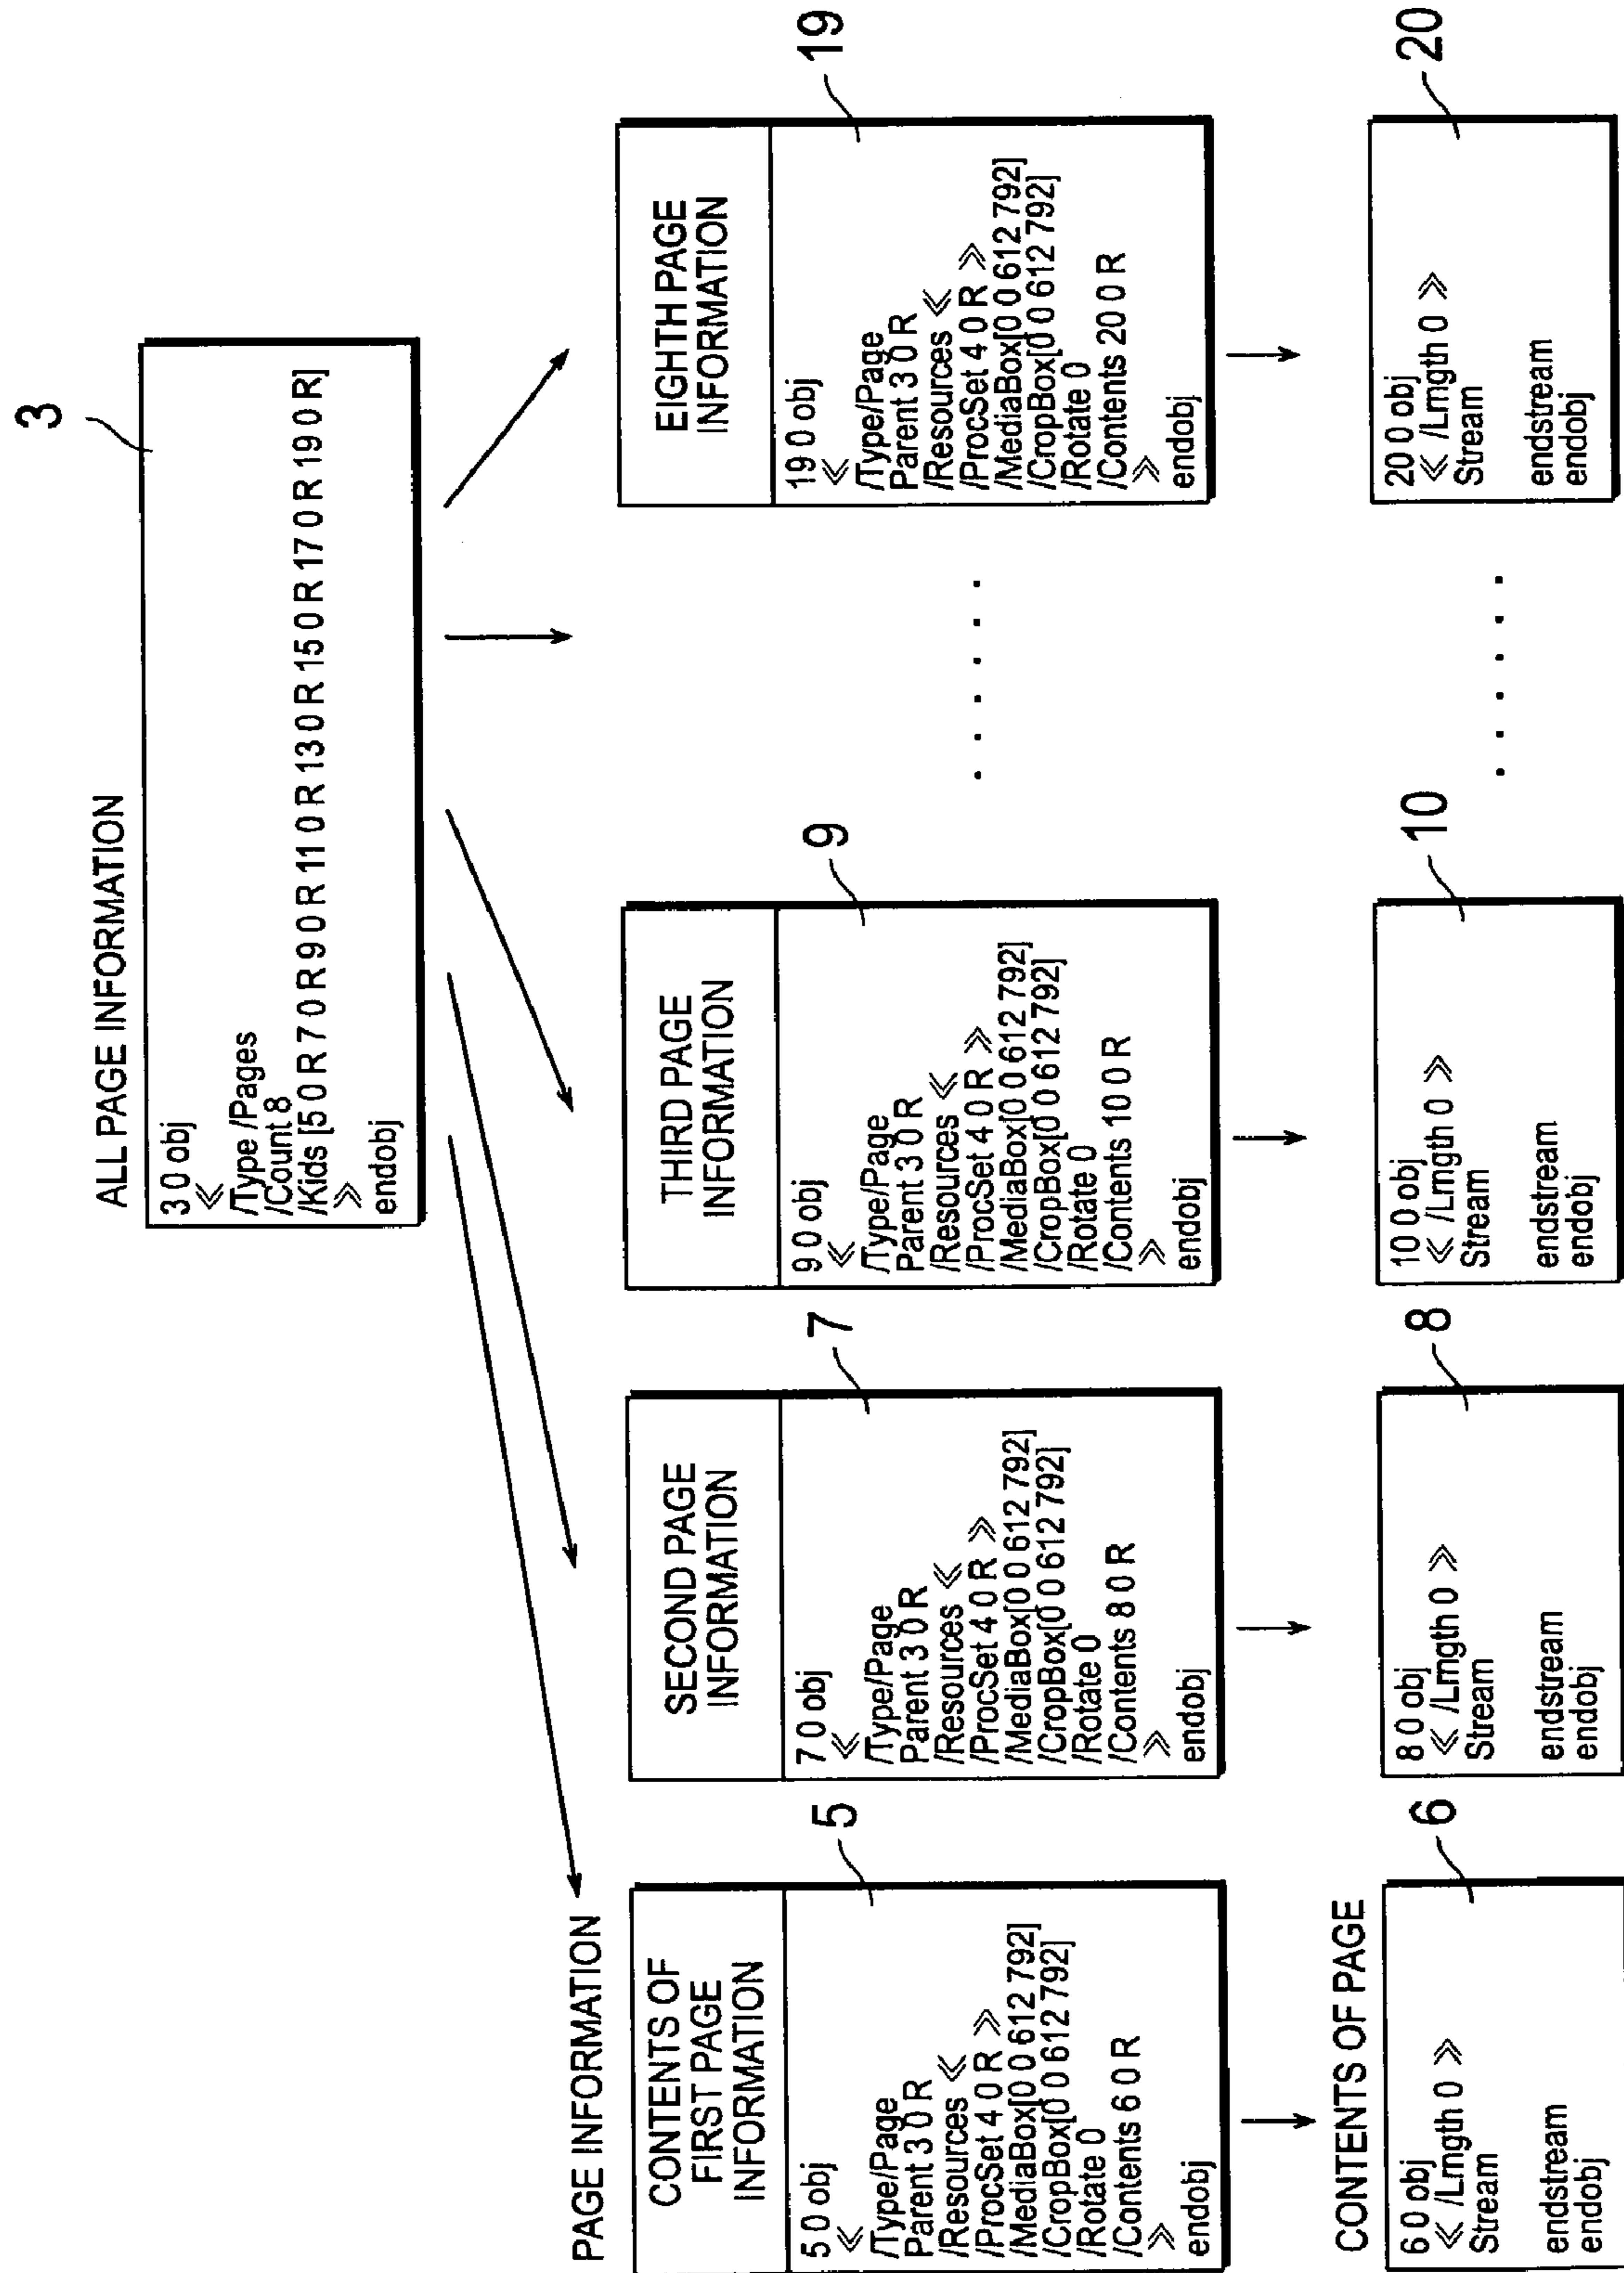 3
ALL PAGE INFORMATION
3 0 obj
≪
/Type /Pages
/Count 8
/Kids [5 0 R 7 0 R 9 0 R 11 0 R 13 0 R 15 0 R 17 0 R 19 0 R]
≫
endobj
PAGE INFORMATION
CONTENTS OF
FIRST PAGE
INFORMATION
5
5 0 obj
≪
/Type/Page
Parent 3 0 R
/Resources ≪
/ProcSet 4 0 R ≫
/MediaBox[0 0 612 792]
/CropBox[0 0 612 792]
/Rotate 0
/Contents 6 0 R
≫
endobj
SECOND PAGE
INFORMATION
7
7 0 obj
≪
/Type/Page
Parent 3 0 R
/Resources ≪
/ProcSet 4 0 R ≫
/MediaBox[0 0 612 792]
/CropBox[0 0 612 792]
/Rotate 0
/Contents 8 0 R
≫
endobj
THIRD PAGE
INFORMATION
9
9 0 obj
≪
/Type/Page
Parent 3 0 R
/Resources ≪
/ProcSet 4 0 R ≫
/MediaBox[0 0 612 792]
/CropBox[0 0 612 792]
/Rotate 0
/Contents 10 0 R
≫
endobj
. . . . . .
EIGHTH PAGE
INFORMATION
19
19 0 obj
≪
/Type/Page
Parent 3 0 R
/Resources ≪
/ProcSet 4 0 R ≫
/MediaBox[0 0 612 792]
/CropBox[0 0 612 792]
/Rotate 0
/Contents 20 0 R
≫
endobj
CONTENTS OF PAGE
6
6 0 obj
≪ /Lmgth 0 ≫
Stream
endstream
endobj
8
8 0 obj
≪ /Lmgth 0 ≫
Stream
endstream
endobj
10
10 0 obj
≪ /Lmgth 0 ≫
Stream
endstream
endobj
. . . . . .
20
20 0 obj
≪ /Lmgth 0 ≫
Stream
endstream
endobj